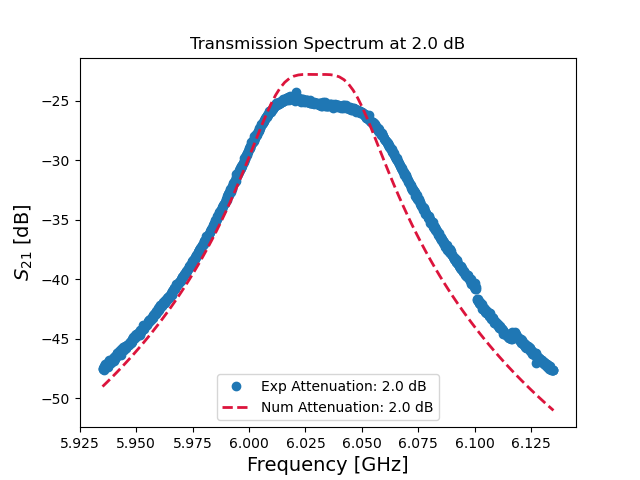 Transmission Spectrum at 2.0 dB
S21 [dB]
−25
−30
−35
−40
−45
−50
Exp Attenuation: 2.0 dB
Num Attenuation: 2.0 dB
5.925 5.950 5.975 6.000 6.025 6.050 6.075 6.100 6.125
Frequency [GHz]